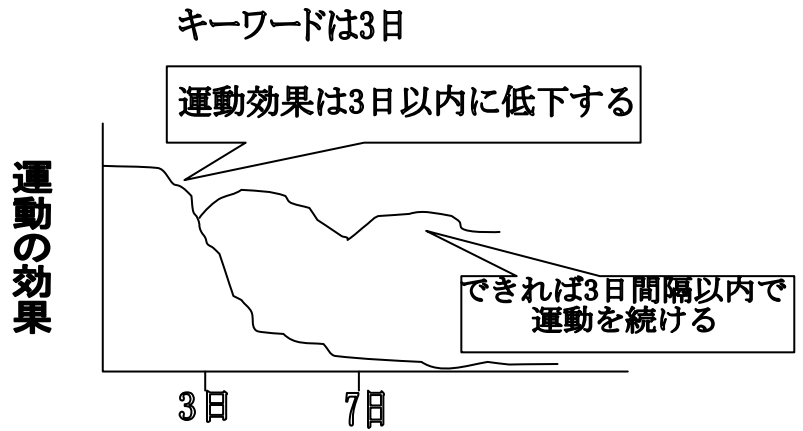 キーワードは3日
運動効果は3日以内に低下する
運動の効果
できれば3日間隔以内で
運動を続ける
3日
7日